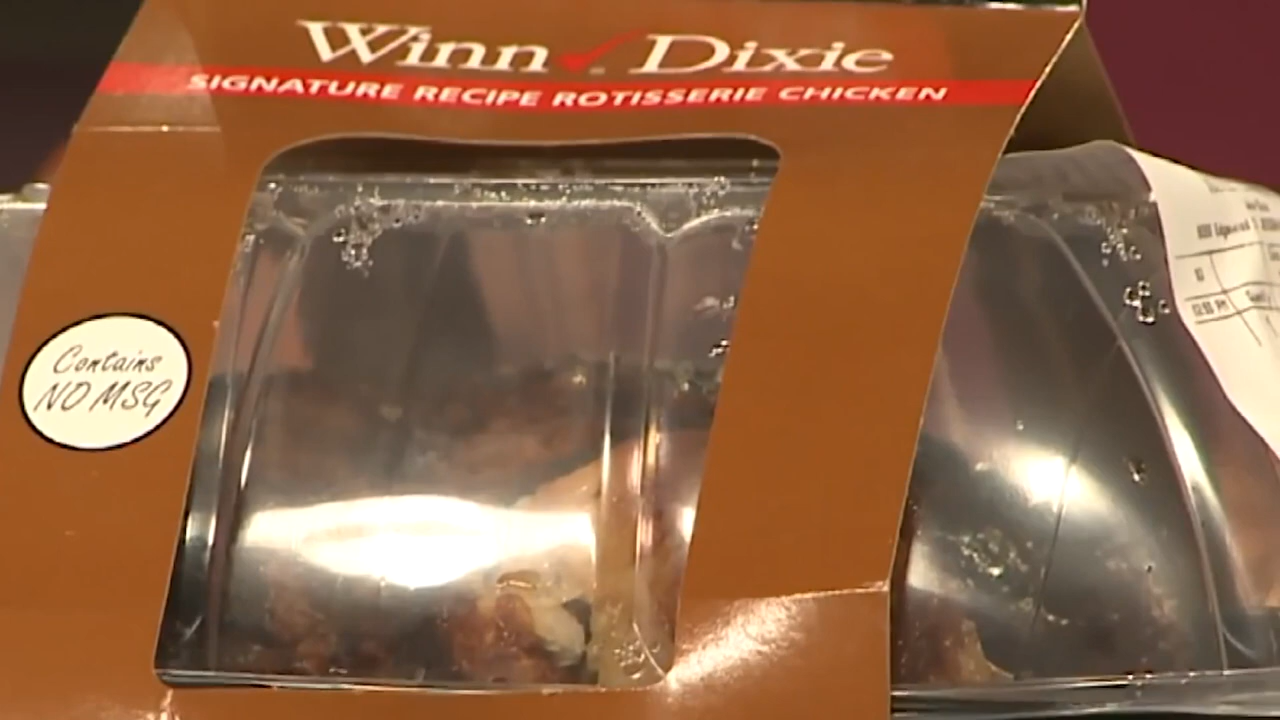 Winn Dixie
SIGNATURE RECIPE ROTISSERIE CHICKEN
Contains
NO MSG